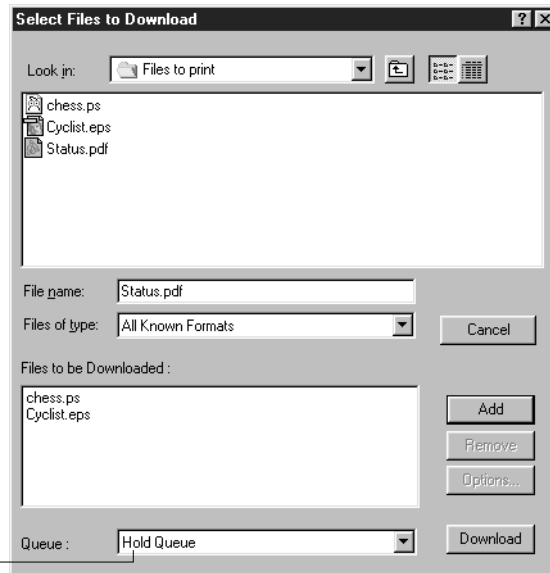 Select Files to Download
Look in: Files to print
chess.ps
Cyclist.eps
Status.pdf
File name: Status.pdf
Files of type: All Known Formats
Cancel
Files to be Downloaded :
chess.ps
Cyclist.eps
Add
Remove
Options...
Queue : Hold Queue
Download